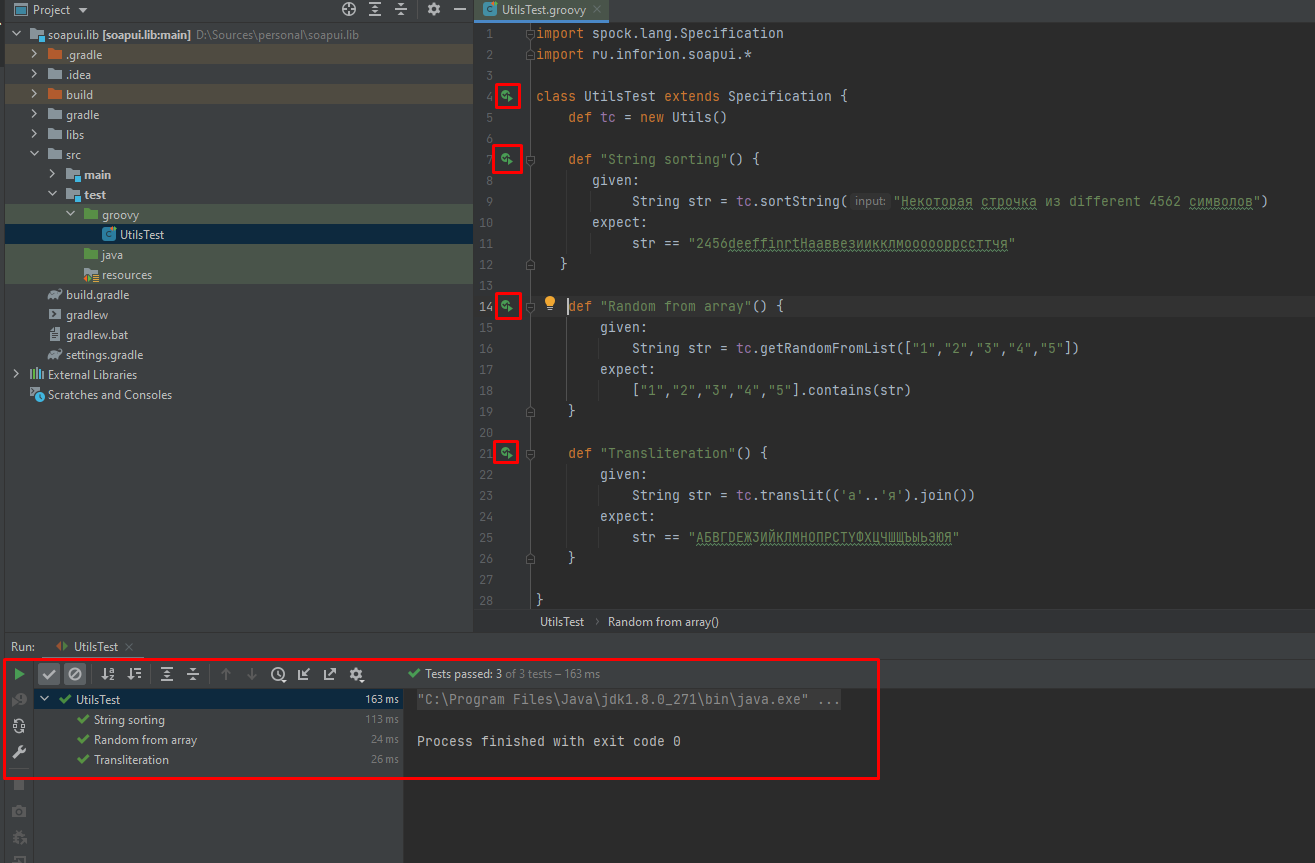 Project
soapui.lib [soapui.lib:main] D:\Sources\personal\soapui.lib
.gradle
.idea
build
gradle
libs
src
main
test
groovy
UtilsTest
java
resources
build.gradle
gradlew
gradlew.bat
settings.gradle
External Libraries
Scratches and Consoles
UtilsTest.groovy
1 import spock.lang.Specification
2 import ru.inforion.soapui.*
3
4 class UtilsTest extends Specification {
5 def tc = new Utils()
6
7 def "String sorting"() {
8 given:
9 String str = tc.sortString( input: "Некоторая строчка из different 4562 символов")
10 expect:
11 str == "2456deeffinrtНааввезиикклмооооорррссттчя"
12 }
13
14 def "Random from array"() {
15 given:
16 String str = tc.getRandomFromList(["1","2","3","4","5"])
17 expect:
18 ["1","2","3","4","5"].contains(str)
19 }
20
21 def "Transliteration"() {
22 given:
23 String str = tc.translit(('а'..'я').join())
24 expect:
25 str == "AБBГDEЖЗИЙKЛMHOПPCTYФXЦЧШЩЪЫЬЭЮЯ"
26 }
27
28 }
UtilsTest > Random from array()
Run: UtilsTest
Tests passed: 3 of 3 tests – 163 ms
UtilsTest 163 ms
String sorting 113 ms
Random from array 24 ms
Transliteration 26 ms
"C:\Program Files\Java\jdk1.8.0_271\bin\java.exe" ...
Process finished with exit code 0